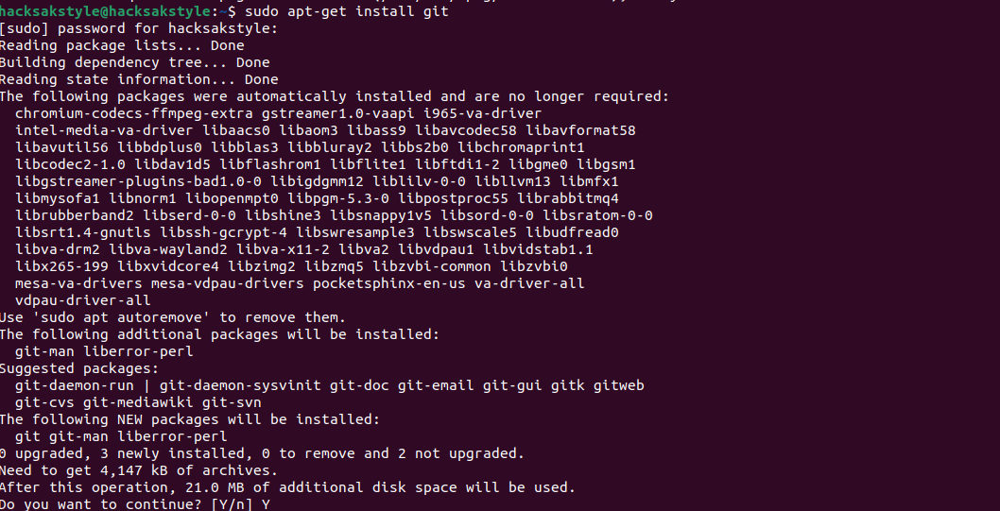 hacksakstyle@hacksakstyle:~$ sudo apt-get install git
[sudo] password for hacksakstyle:
Reading package lists... Done
Building dependency tree... Done
Reading state information... Done
The following packages were automatically installed and are no longer required:
chromium-codecs-ffmpeg-extra gstreamer1.0-vaapi i965-va-driver
intel-media-va-driver libaacs0 libaom3 libass9 libavcodec58 libavformat58
libavutil56 libbdplus0 libblas3 libbluray2 libbs2b0 libchromaprint1
libcodec2-1.0 libdav1d5 libflashrom1 libflite1 libftdi1-2 libgme0 libgsm1
libgstreamer-plugins-bad1.0-0 libigdgmm12 liblilv-0-0 libllvm13 libmfx1
libmysofa1 libnorm1 libopenmpt0 libpgm-5.3-0 libpostproc55 librabbitmq4
librubberband2 libserd-0-0 libshine3 libsnappy1v5 libsord-0-0 libsratom-0-0
libsrt1.4-gnutls libssh-gcrypt-4 libswresample3 libswscale5 libudfread0
libva-drm2 libva-wayland2 libva-x11-2 libva2 libvdpau1 libvidstab1.1
libx265-199 libxvidcore4 libzimg2 libzmq5 libzvbi-common libzvbi0
mesa-va-drivers mesa-vdpau-drivers pocketsphinx-en-us va-driver-all
vdpau-driver-all
Use 'sudo apt autoremove' to remove them.
The following additional packages will be installed:
git-man liberror-perl
Suggested packages:
git-daemon-run | git-daemon-sysvinit git-doc git-email git-gui gitk gitweb
git-cvs git-mediawiki git-svn
The following NEW packages will be installed:
git git-man liberror-perl
0 upgraded, 3 newly installed, 0 to remove and 2 not upgraded.
Need to get 4,147 kB of archives.
After this operation, 21.0 MB of additional disk space will be used.
Do you want to continue? [Y/n] Y